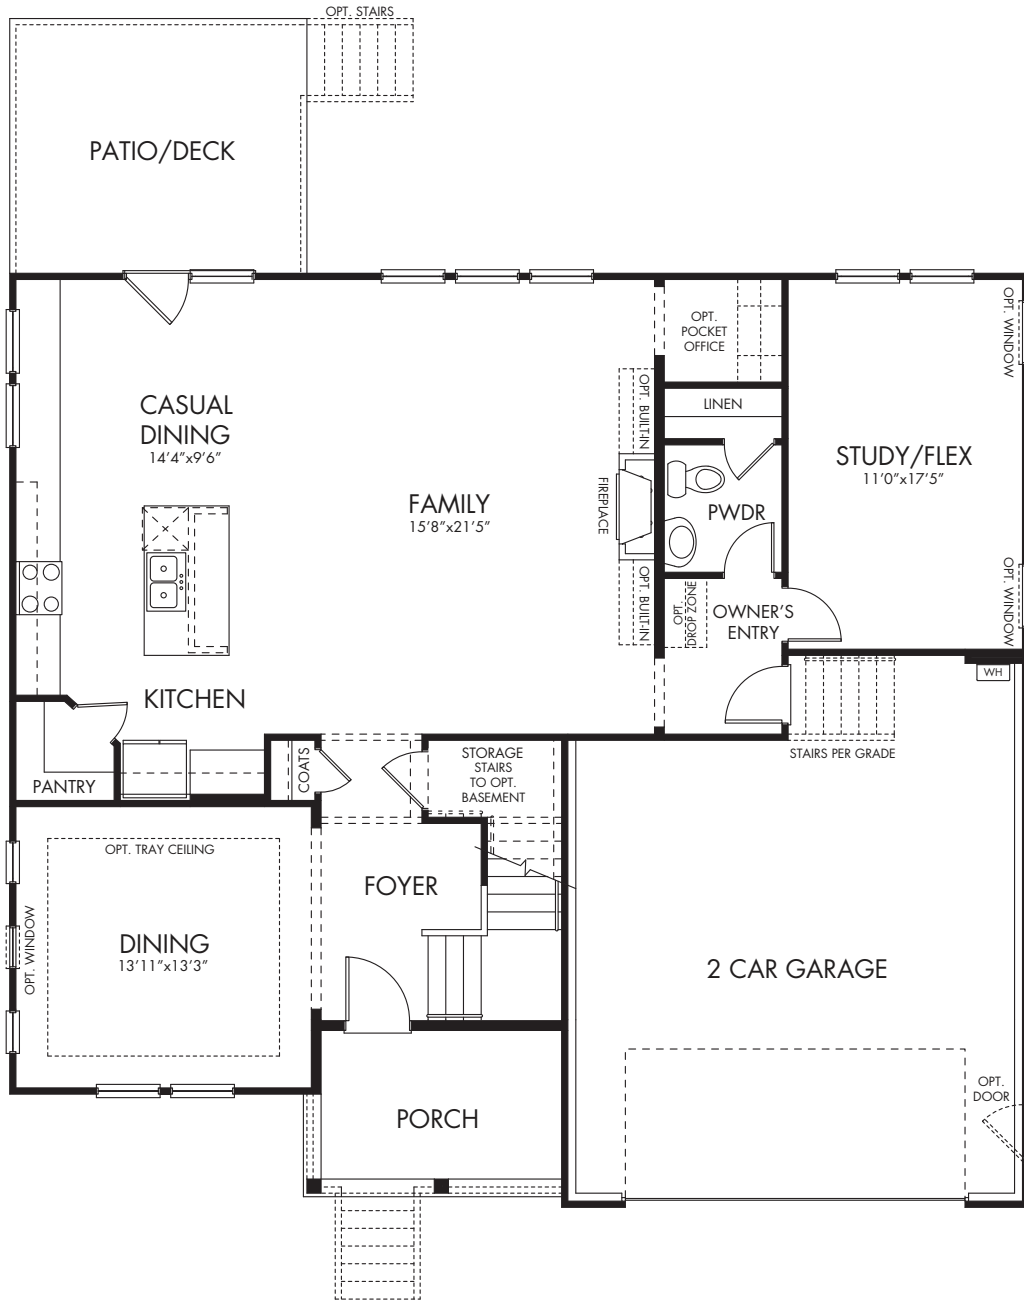 OPT. STAIRS
PATIO/DECK
OPT.
POCKET
OFFICE
OPT. WINDOW
LINEN
OPT. BUILT-IN
CASUAL
DINING
14'4"x9'6"
STUDY/FLEX
11'0"x17'5"
FAMILY
15'8"x21'5"
FIREPLACE
PWDR
OPT. BUILT-IN
OPT.
DROP ZONE
OWNER'S
ENTRY
OPT. WINDOW
WH
KITCHEN
STAIRS PER GRADE
PANTRY
COATS
STORAGE
STAIRS
TO OPT.
BASEMENT
OPT. TRAY CEILING
FOYER
OPT. WINDOW
DINING
13'11"x13'3"
2 CAR GARAGE
OPT.
DOOR
PORCH